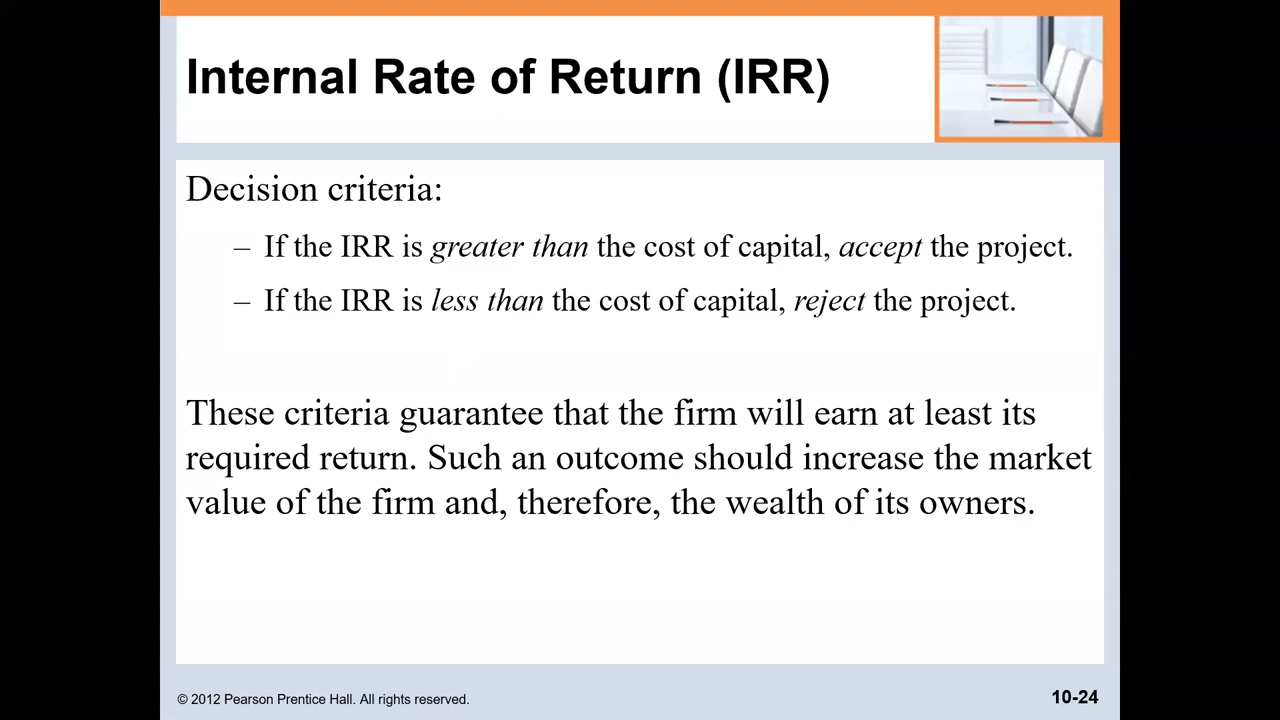 Internal Rate of Return (IRR)
Decision criteria:
– If the IRR is greater than the cost of capital, accept the project.
– If the IRR is less than the cost of capital, reject the project.
These criteria guarantee that the firm will earn at least its
required return. Such an outcome should increase the market
value of the firm and, therefore, the wealth of its owners.
© 2012 Pearson Prentice Hall. All rights reserved.
10-24